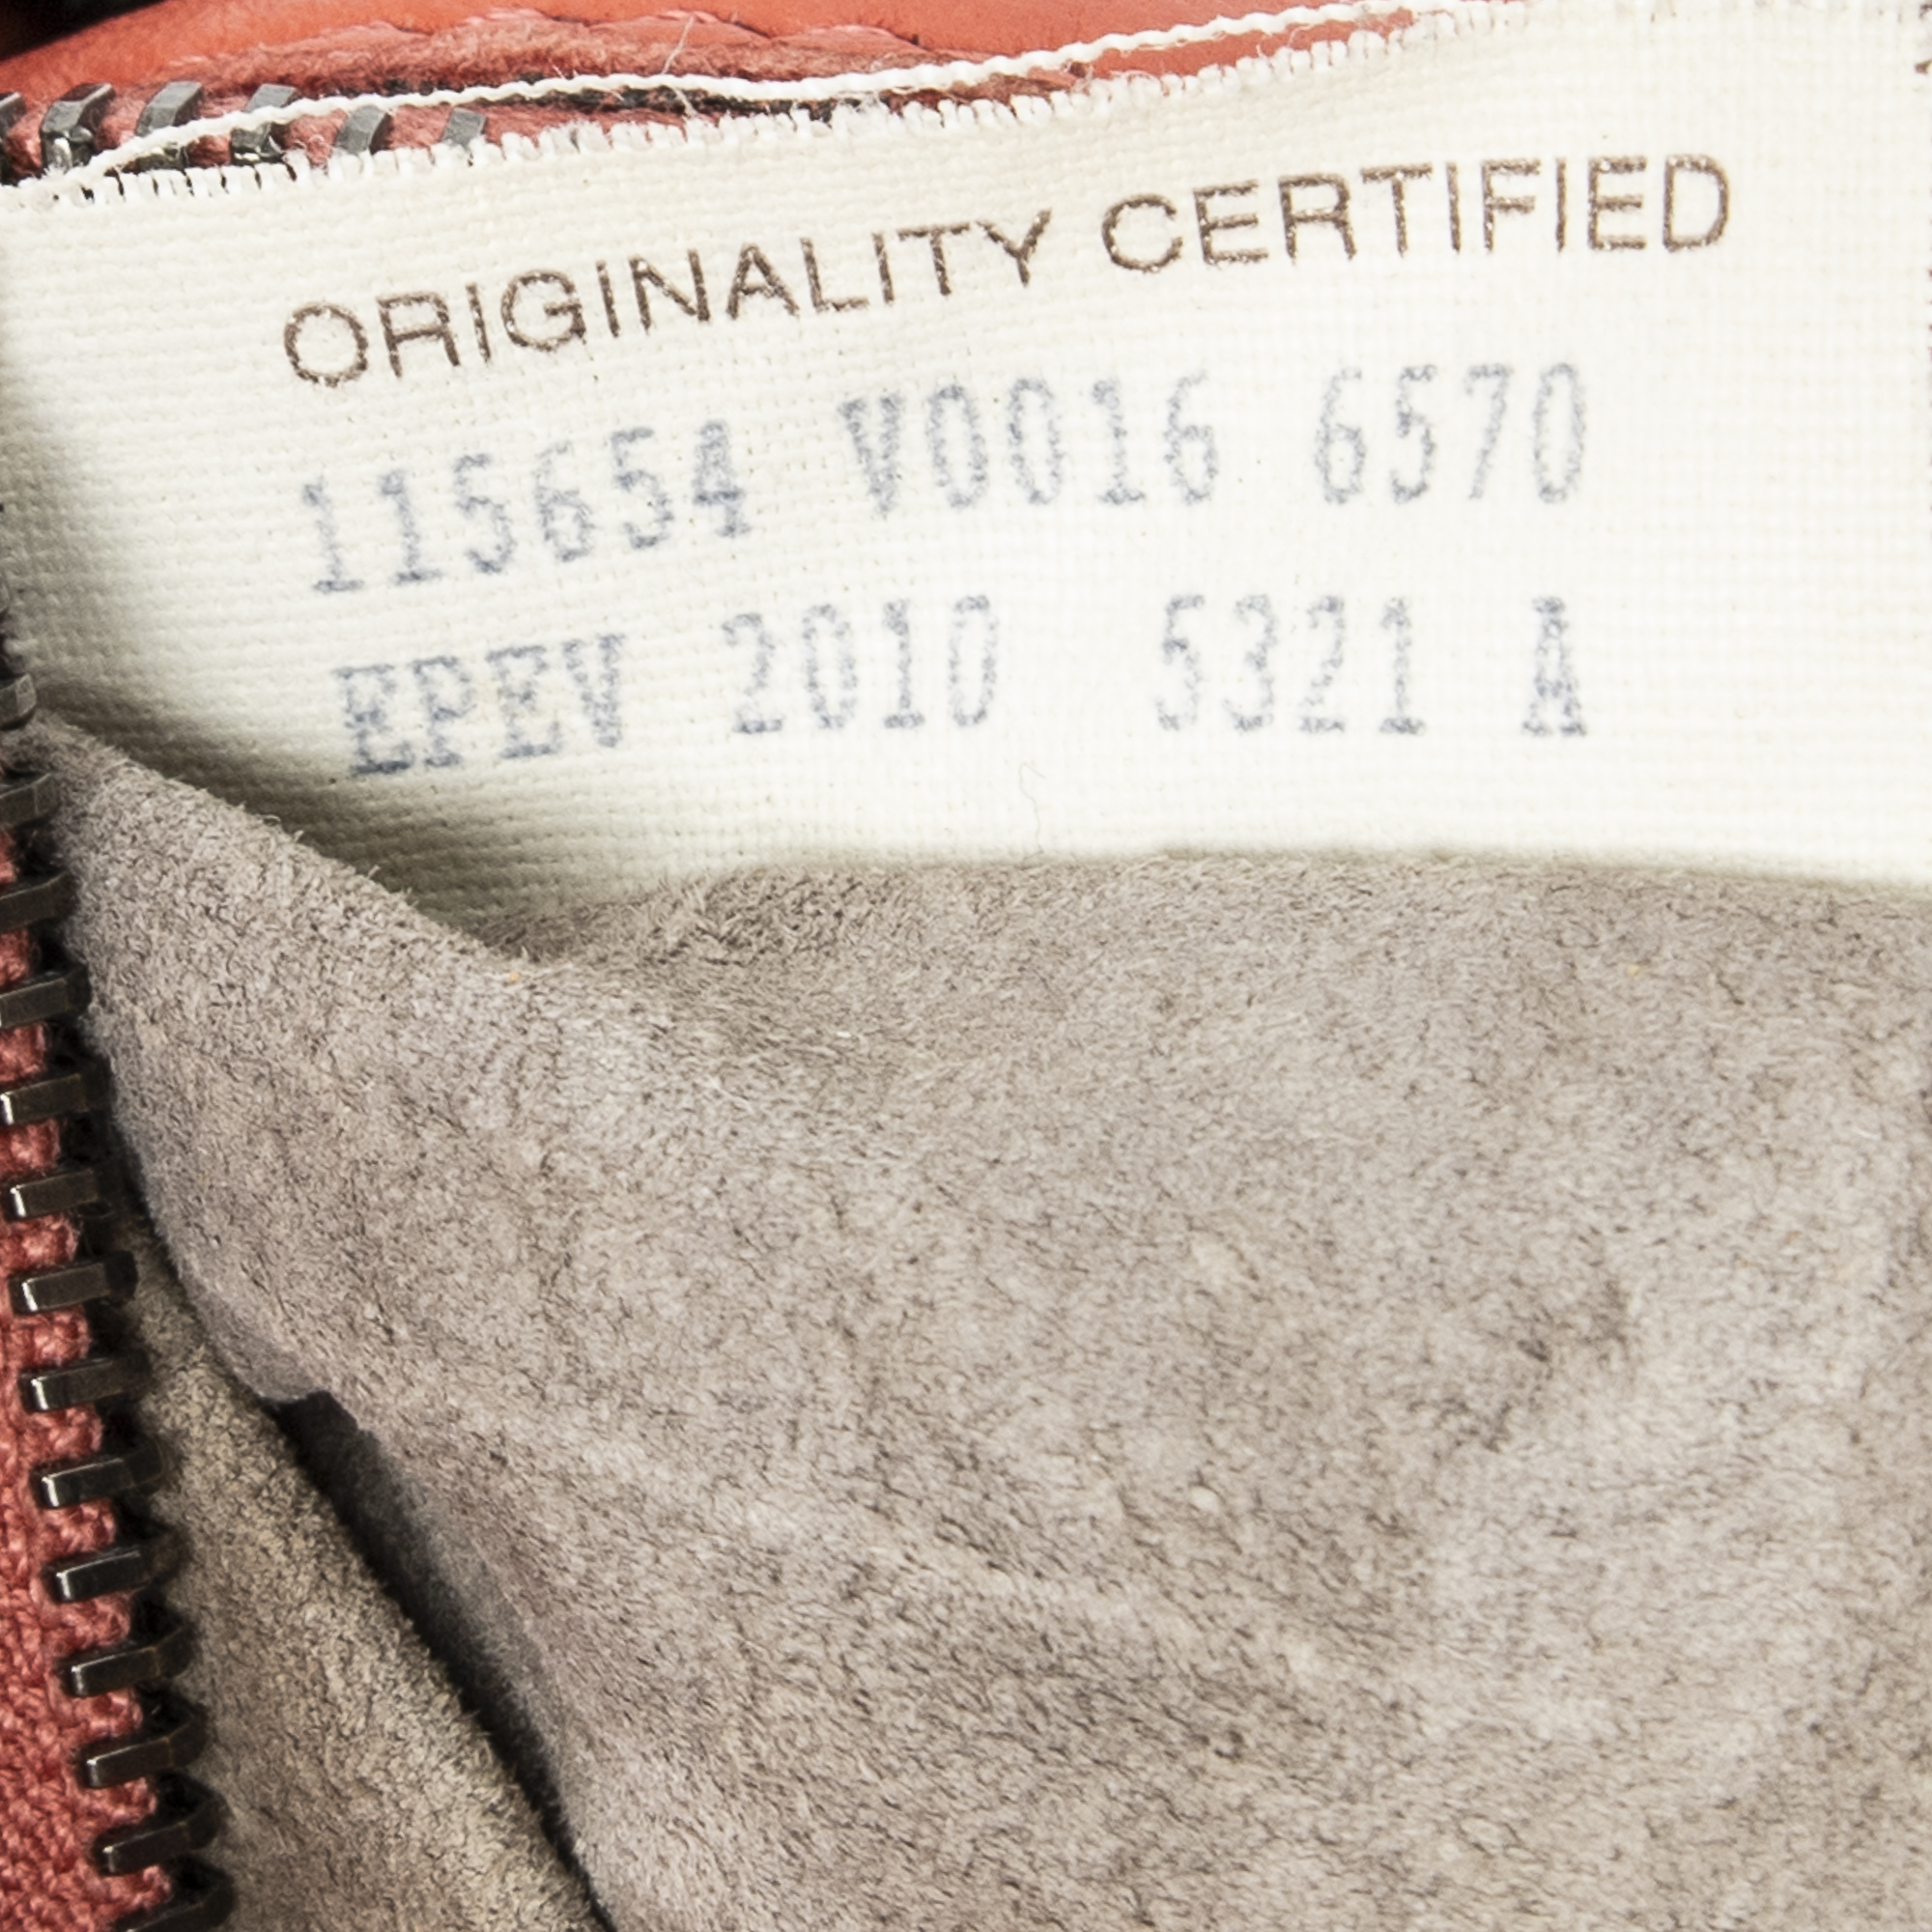 ORIGINALITY CERTIFIED
115654 V0016 6570
EPEV 2010 5321 A